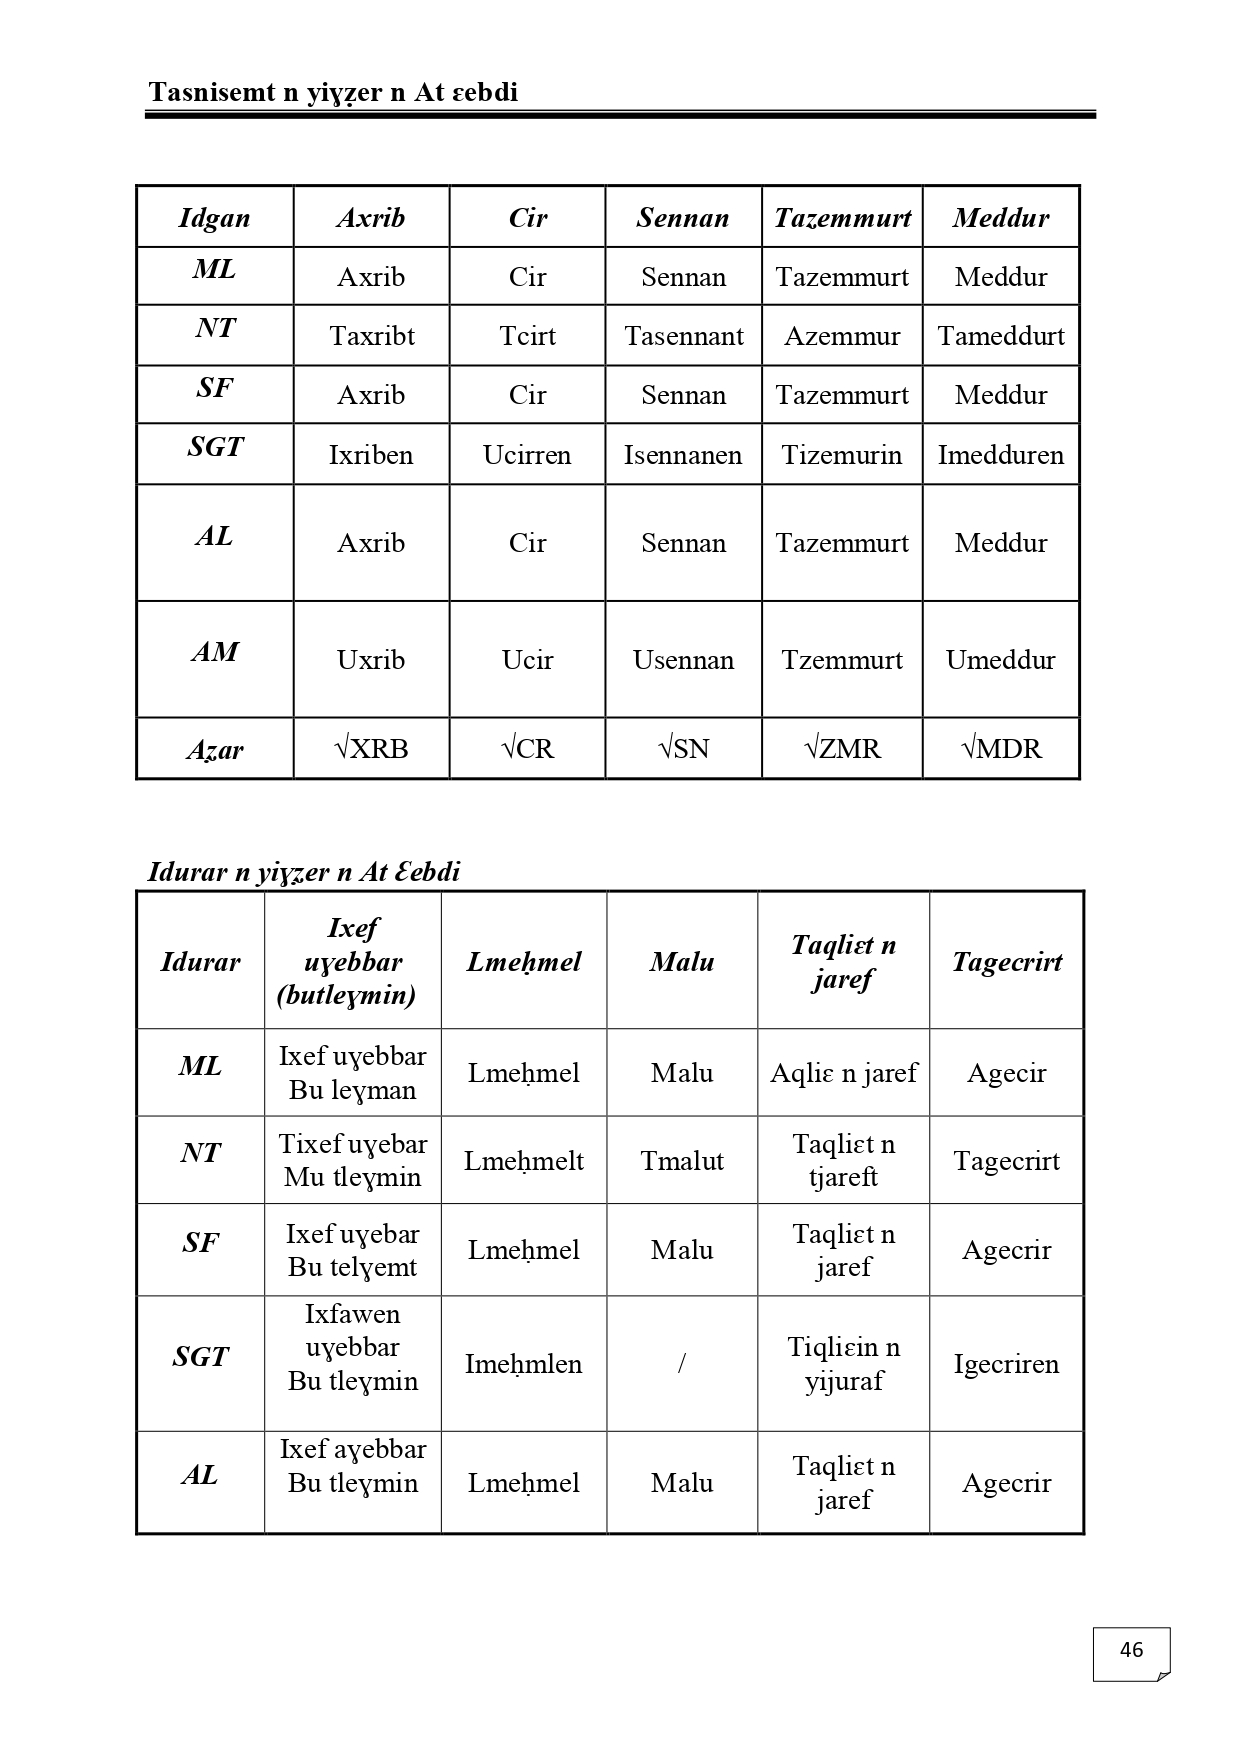 Tasnisemt n yiɣẓer n At ɛebdi
Idgan Axrib Cir Sennan Tazemmurt Meddur
ML Axrib Cir Sennan Tazemmurt Meddur
NT Taxribt Tcirt Tasennant Azemmur Tameddurt
SF Axrib Cir Sennan Tazemmurt Meddur
SGT Ixriben Ucirren Isennanen Tizemurin Imedduren
AL Axrib Cir Sennan Tazemmurt Meddur
AM Uxrib Ucir Usennan Tzemmurt Umeddur
Aẓar √XRB √CR √SN √ZMR √MDR
Idurar n yiɣẓer n At Ɛebdi
Idurar
Ixef
uɣebbar
(butleɣmin)
Lmeḥmel
Malu
Taqliɛt n
jaref
Tagecrirt
ML
Ixef uɣebbar
Bu leɣman
Lmeḥmel
Malu
Aqliɛ n jaref
Agecir
NT
Tixef uɣebar
Mu tleɣmin
Lmeḥmelt
Tmalut
Taqliɛt n
tjareft
Tagecrirt
SF
Ixef uɣebar
Bu telɣemt
Lmeḥmel
Malu
Taqliɛt n
jaref
Agecrir
SGT
Ixfawen
uɣebbar
Bu tleɣmin
Imeḥmlen
/
Tiqliɛin n
yijuraf
Igecriren
AL
Ixef aɣebbar
Bu tleɣmin
Lmeḥmel
Malu
Taqliɛt n
jaref
Agecrir
46